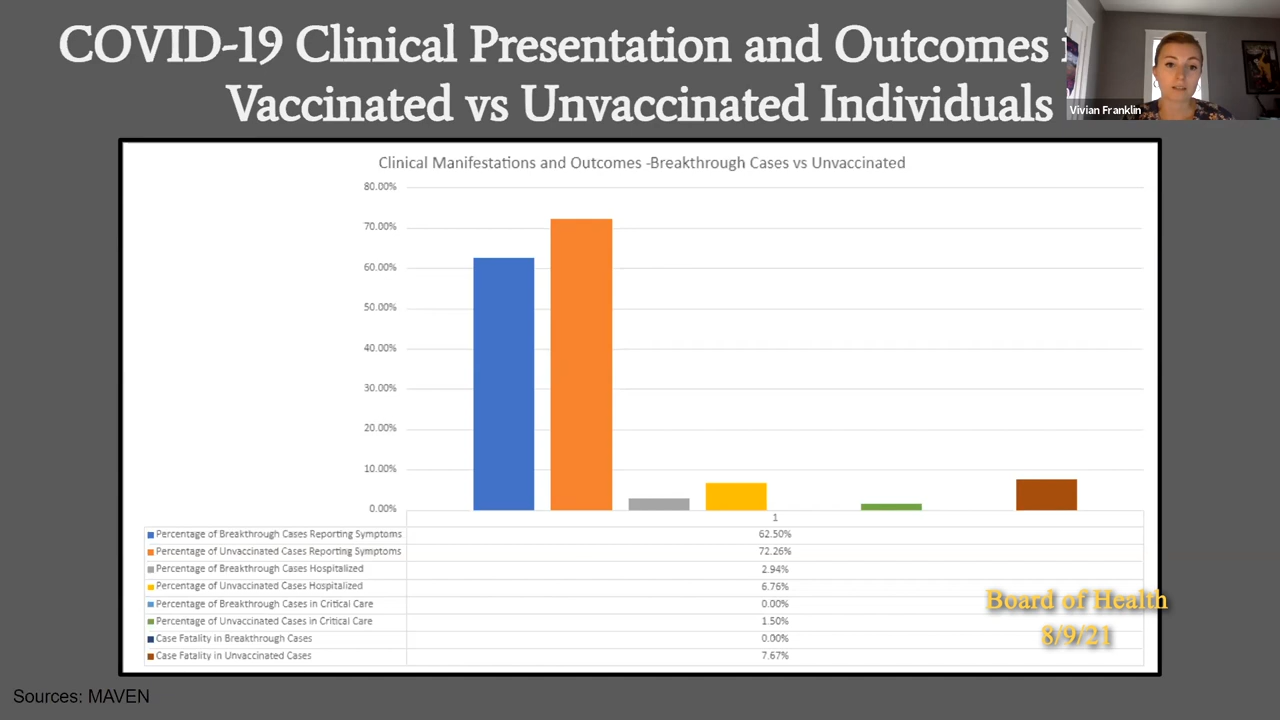 COVID-19 Clinical Presentation and Outcomes
Vaccinated vs Unvaccinated Individuals
Vivian Franklin
Clinical Manifestations and Outcomes -Breakthrough Cases vs Unvaccinated
80.00%
70.00%
60.00%
50.00%
40.00%
30.00%
20.00%
10.00%
0.00%
1
Percentage of Breakthrough Cases Reporting Symptoms 62.50%
Percentage of Unvaccinated Cases Reporting Symptoms 72.26%
Percentage of Breakthrough Cases Hospitalized 2.94%
Percentage of Unvaccinated Cases Hospitalized 6.76%
Percentage of Breakthrough Cases in Critical Care 0.00%
Percentage of Unvaccinated Cases in Critical Care 1.50%
Case Fatality in Breakthrough Cases 0.00%
Case Fatality in Unvaccinated Cases 7.67%
Board of Health
8/9/21
Sources: MAVEN